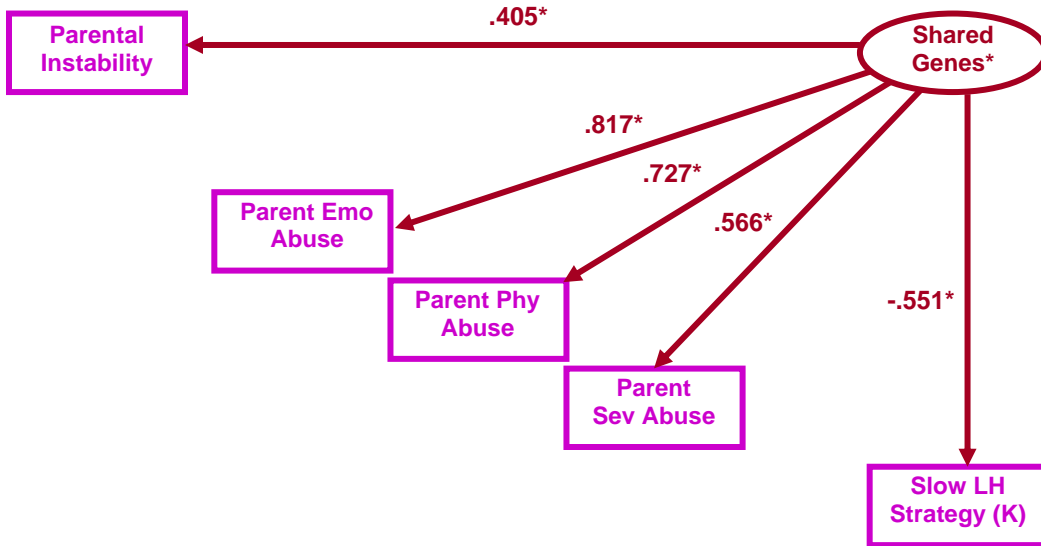 .405*
Parental
Instability
Shared
Genes*
.817*
.727*
Parent Emo
Abuse
.566*
Parent Phy
Abuse
-.551*
Parent
Sev Abuse
Slow LH
Strategy (K)